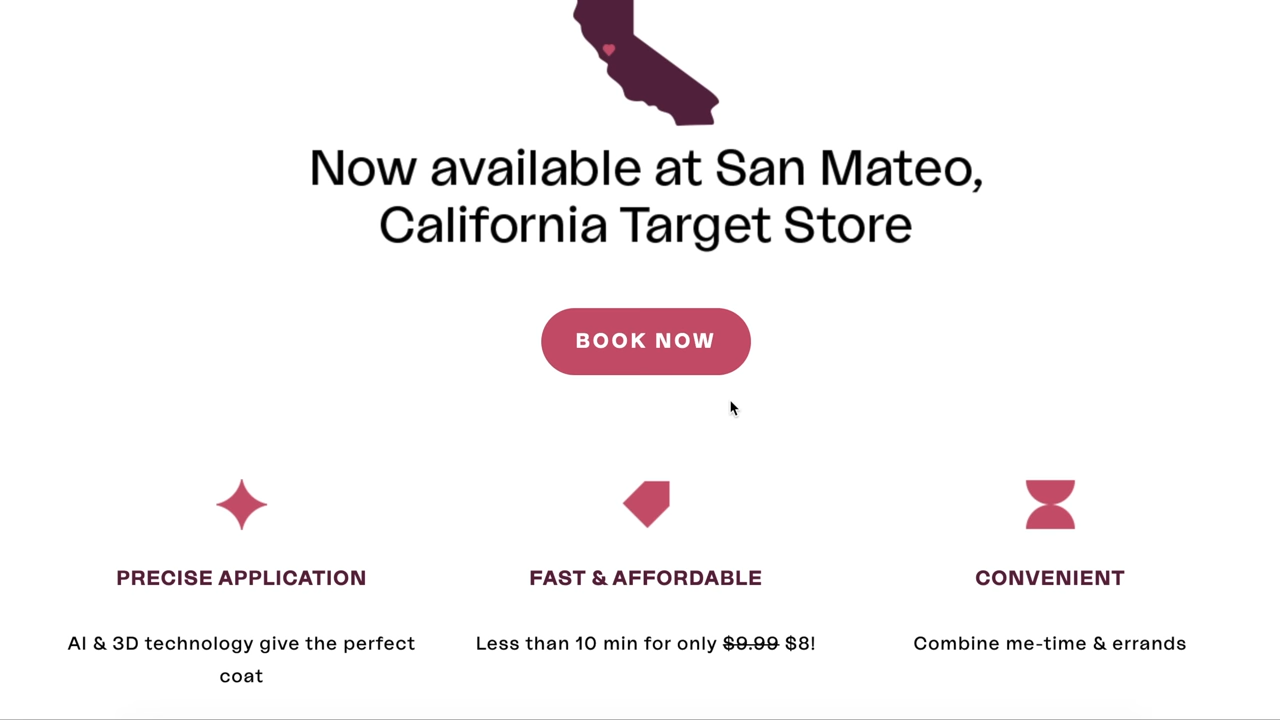 Now available at San Mateo,
California Target Store
BOOK NOW
PRECISE APPLICATION
AI & 3D technology give the perfect
coat
FAST & AFFORDABLE
Less than 10 min for only $9.99 $8!
CONVENIENT
Combine me-time & errands